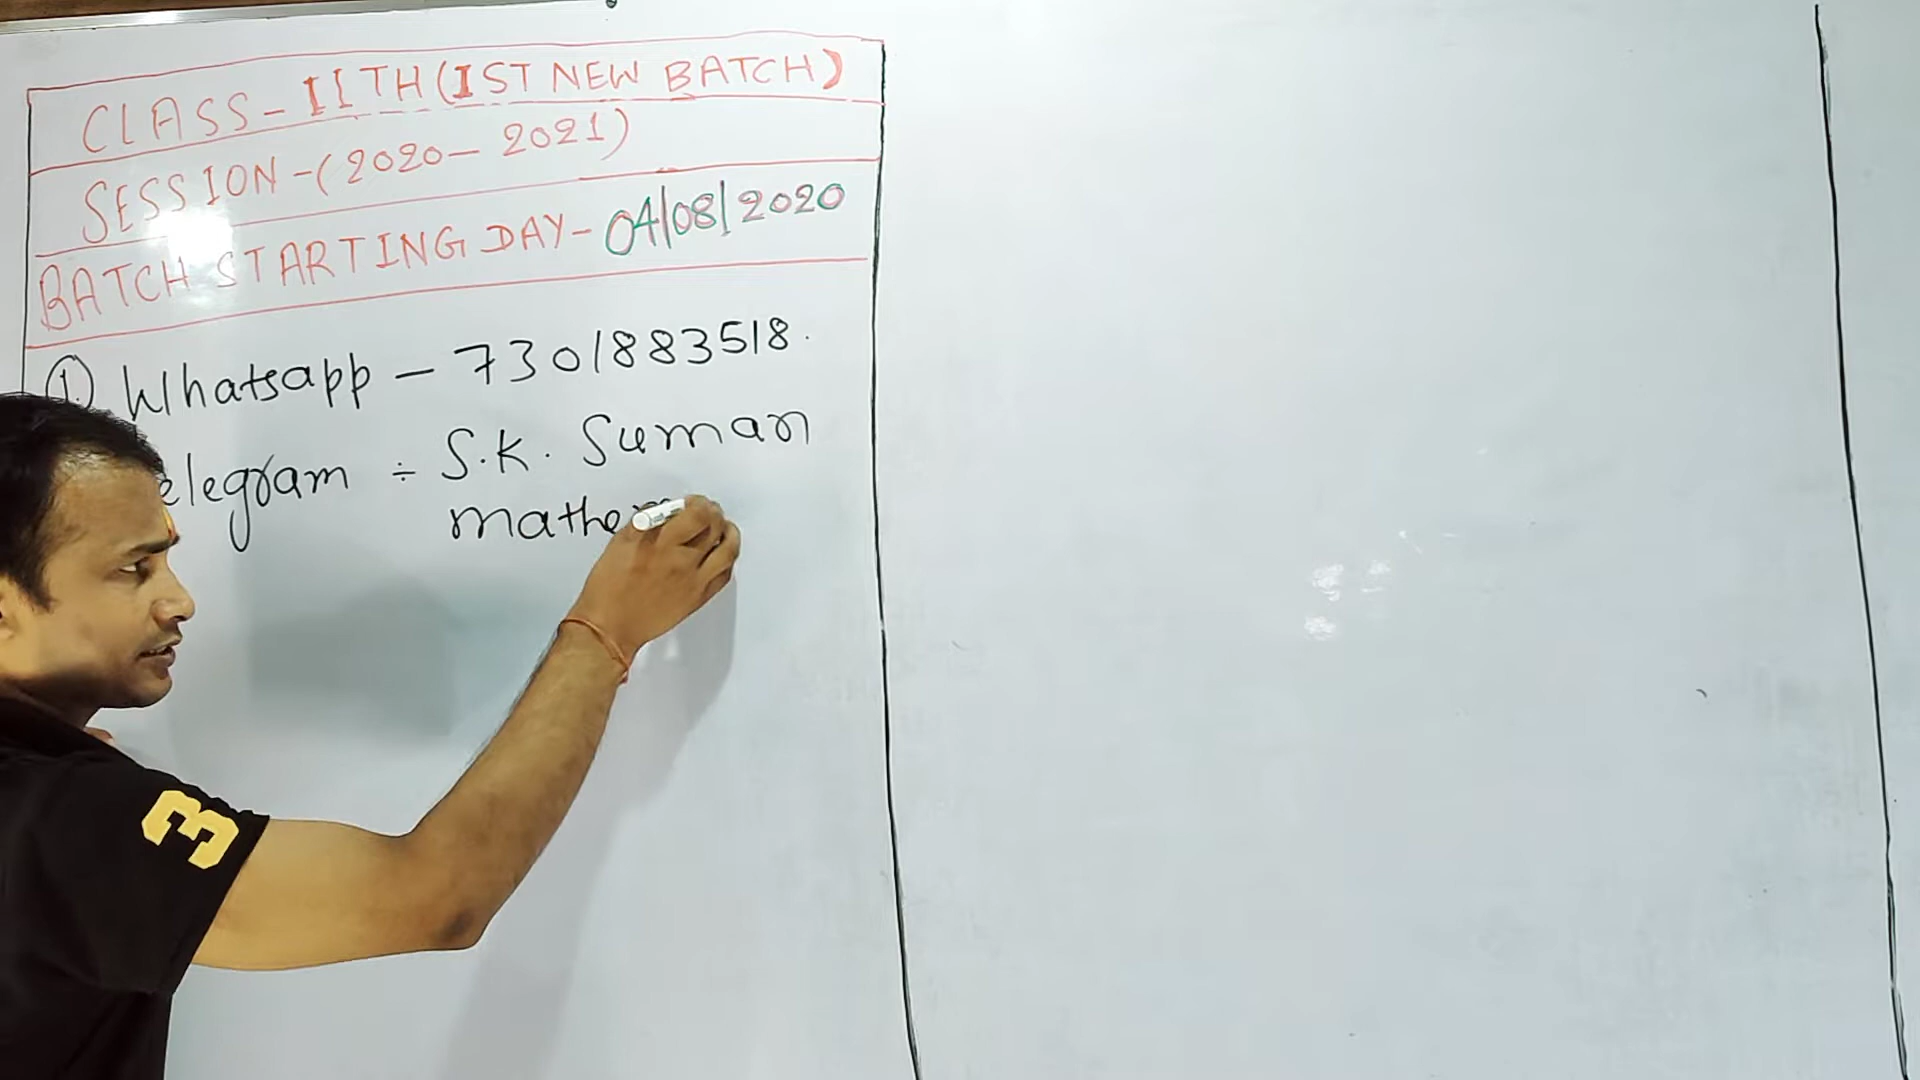 CLASS - 11TH (1ST NEW BATCH)
SESSION - (2020 - 2021)
BATCH STARTING DAY - 04/08/2020
① Whatsapp - 7301883518.
elegram ÷ S.K. Suman
mathe
3